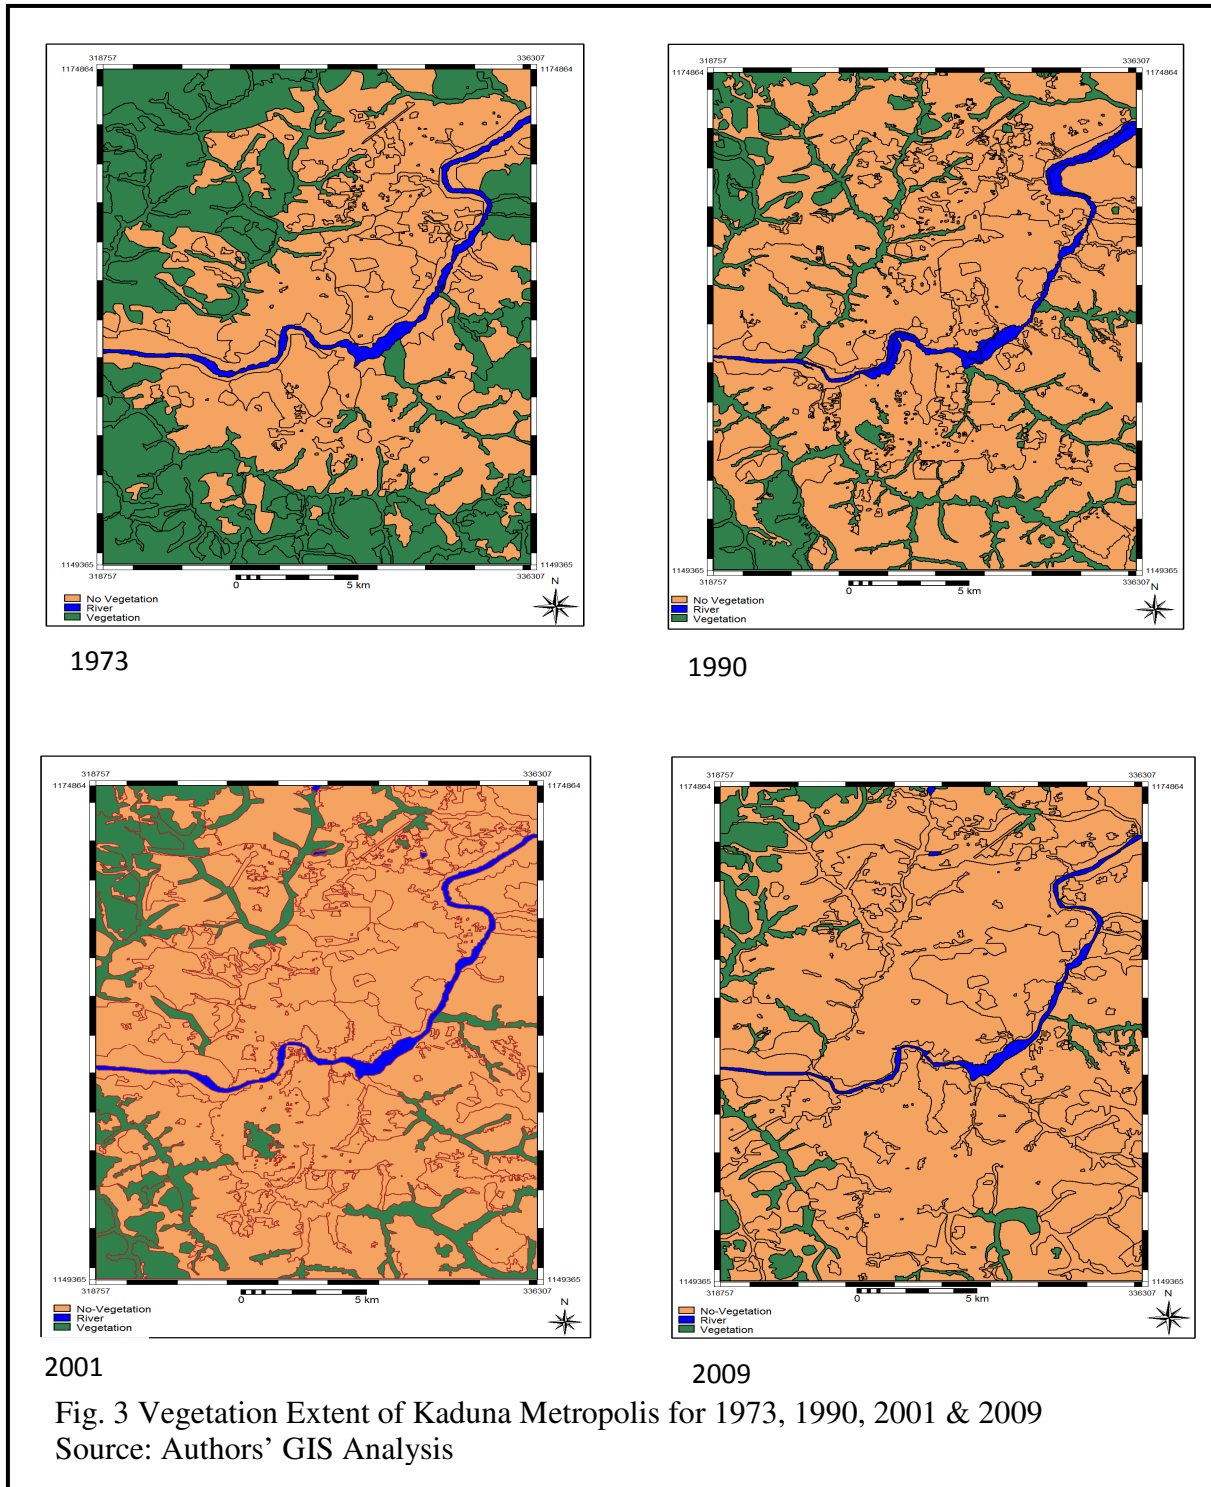 318757 336307
1174864 1174864
1149365 1149365
318757 336307
0 5 km
N
No Vegetation
River
Vegetation
1973
318757 336307
1174864 1174864
1149365 1149365
318757 336307
0 5 km
N
No Vegetation
River
Vegetation
1990
318757 336307
1174864 1174864
1149365 1149365
318757 336307
0 5 km
N
No-Vegetation
River
Vegetation
2001
318757 336307
1174864 1174864
1149365 1149365
318757 336307
0 5 km
N
No-Vegetation
River
Vegetation
2009
Fig. 3 Vegetation Extent of Kaduna Metropolis for 1973, 1990, 2001 & 2009
Source: Authors’ GIS Analysis